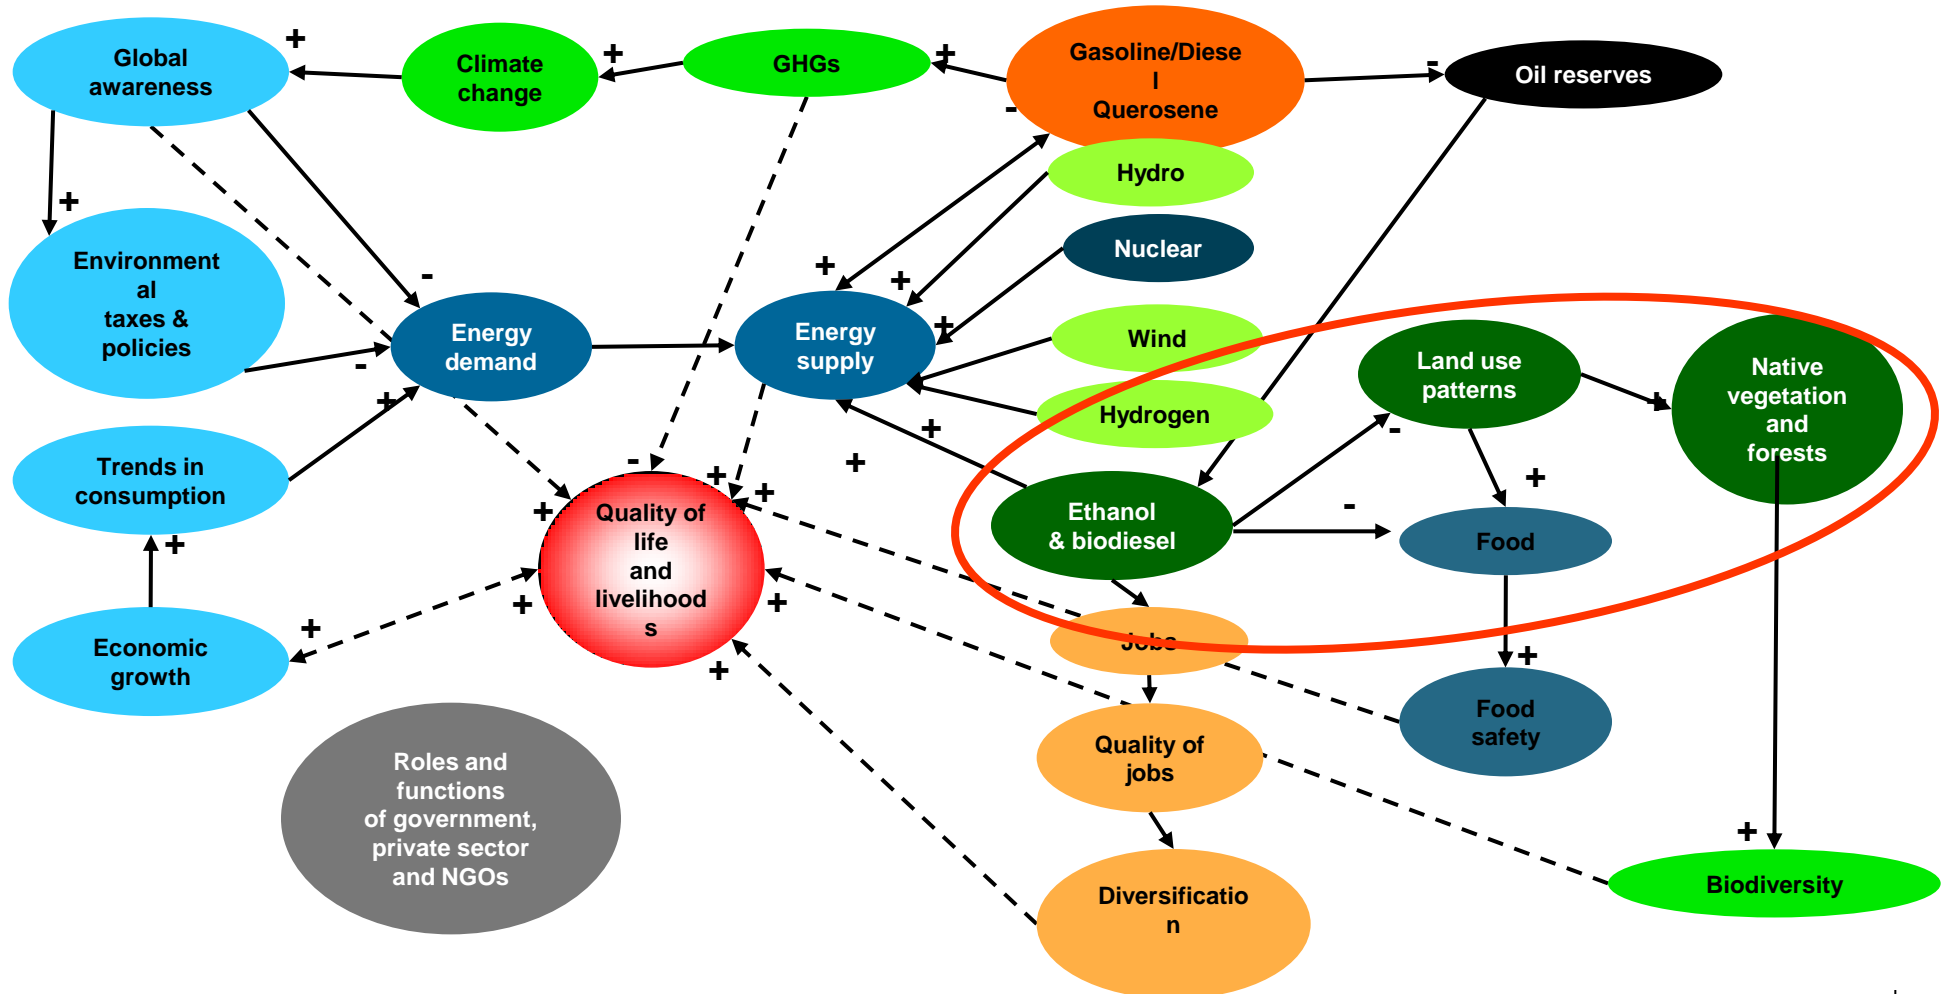 Global
awareness
+
Climate
change
+
GHGs
+
Gasoline/Diese
l
Querosene
-
-
Oil reserves
Hydro
+
Environment
al
taxes &
policies
-
+
+
Nuclear
Energy
demand
Energy
supply
+
Wind
Land use
patterns
Native
vegetation
and
forests
-
+
+
Hydrogen
+
-
+
Trends in
consumption
-
+
+
+
+
Ethanol
& biodiesel
-
+
Quality of
life
and
livelihood
s
+
Food
+
+
+
+
Jobs
Economic
growth
+
+
Food
safety
Quality of
jobs
Roles and
functions
of government,
private sector
and NGOs
+
Diversificatio
n
Biodiversity